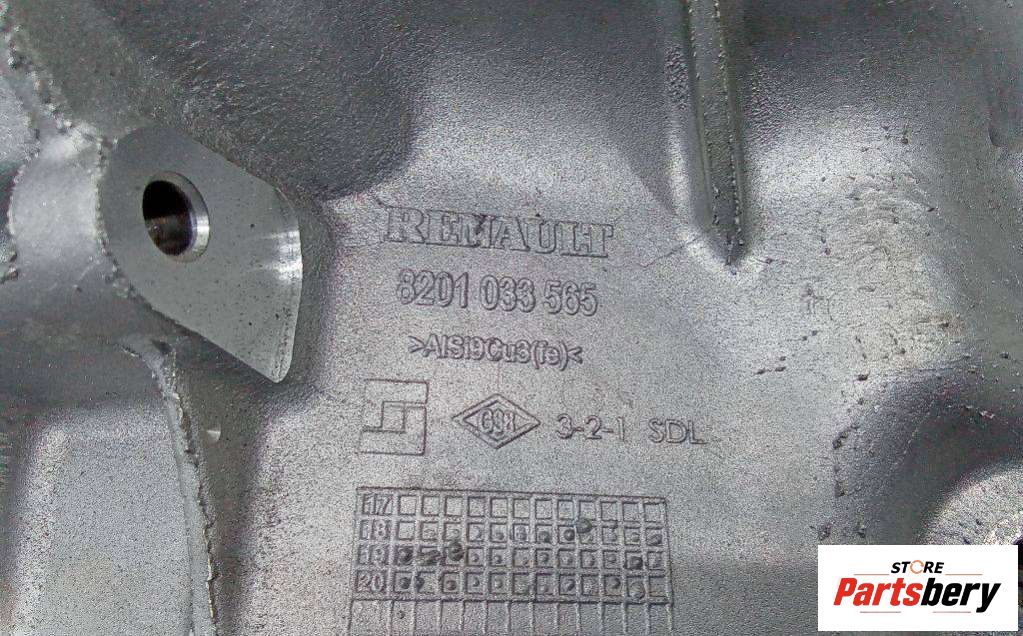 RENAULT
8201 033 565
>AlSi9Cu3(fe)<
3-2-1 SDL
17
18
19
20
STORE
Partsbery